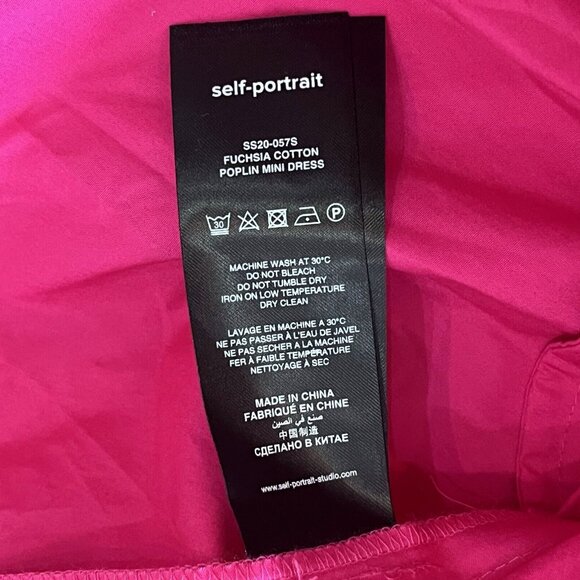 self-portrait
SS20-057S
FUCHSIA COTTON
POPLIN MINI DRESS
30
P
MACHINE WASH AT 30°C
DO NOT BLEACH
DO NOT TUMBLE DRY
IRON ON LOW TEMPERATURE
DRY CLEAN
LAVAGE EN MACHINE A 30°C
NE PAS PASSER À L'EAU DE JAVEL
NE PAS SECHER A LA MACHINE
FER À FAIBLE TEMPÉRATURE
NETTOYAGE À SEC
MADE IN CHINA
FABRIQUÉ EN CHINE
صنع في الصين
中国制造
СДЕЛАНО В КИТАЕ
www.self-portrait-studio.com